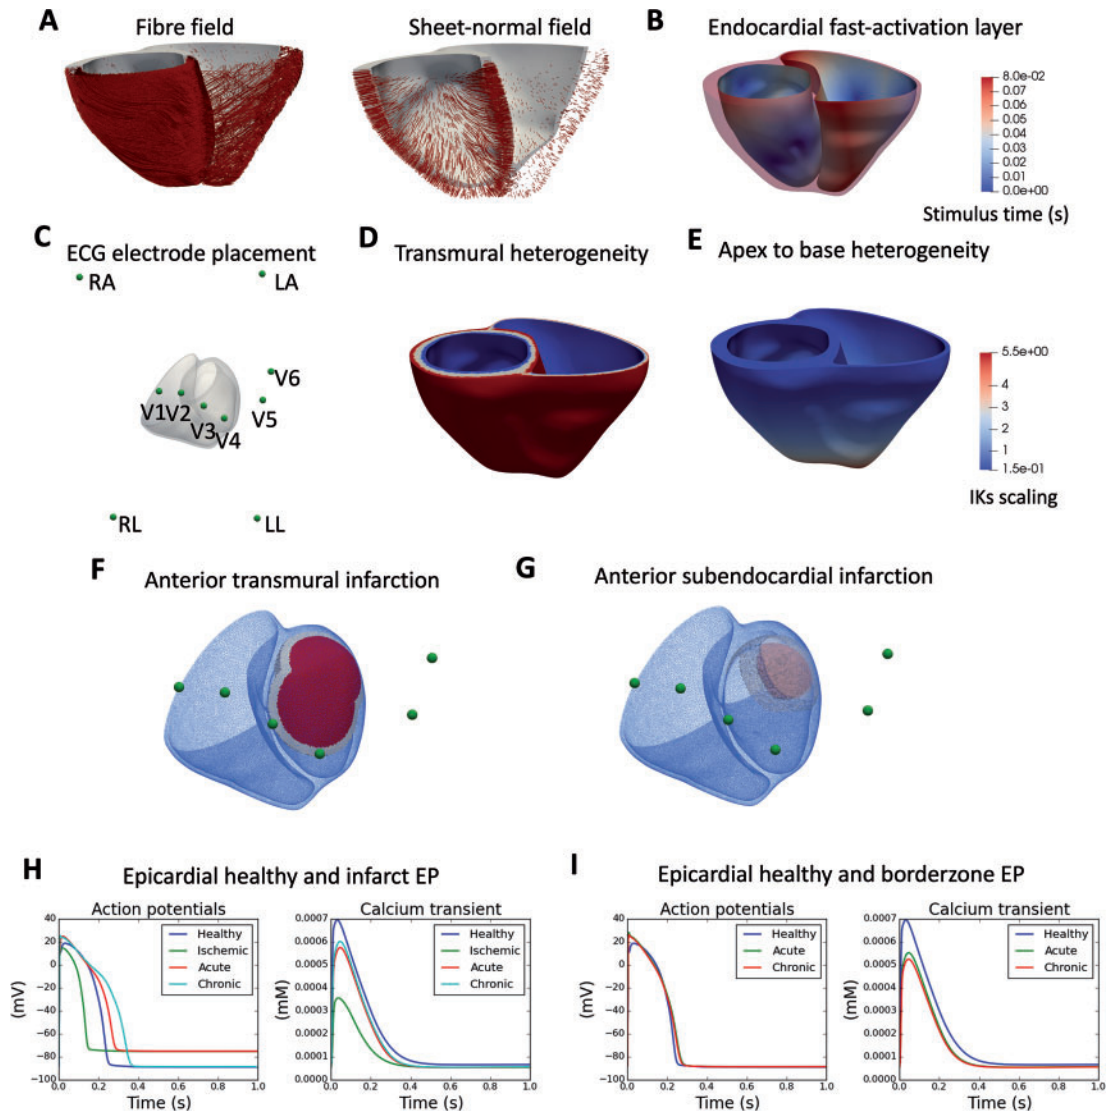 A
Fibre field
Sheet-normal field
B
Endocardial fast-activation layer
8.0e-02
0.07
0.06
0.05
0.04
0.03
0.02
0.01
0.0e+00
Stimulus time (s)
C
ECG electrode placement
RA
LA
V6
V5
V1
V2
V3
V4
RL
LL
D
Transmural heterogeneity
E
Apex to base heterogeneity
5.5e+00
4
3
2
1
1.5e-01
IKs scaling
F
Anterior transmural infarction
G
Anterior subendocardial infarction
H
Epicardial healthy and infarct EP
Action potentials
40
20
0
−20
−40
−60
−80
−100
(mV)
Healthy
Ischemic
Acute
Chronic
0.0 0.2 0.4 0.6 0.8 1.0
Time (s)
Calcium transient
0.0007
0.0006
0.0005
0.0004
0.0003
0.0002
0.0001
0.0000
(mM)
Healthy
Ischemic
Acute
Chronic
0.0 0.2 0.4 0.6 0.8 1.0
Time (s)
I
Epicardial healthy and borderzone EP
Action potentials
40
20
0
−20
−40
−60
−80
−100
(mV)
Healthy
Acute
Chronic
0.0 0.2 0.4 0.6 0.8 1.0
Time (s)
Calcium transient
0.0007
0.0006
0.0005
0.0004
0.0003
0.0002
0.0001
0.0000
(mM)
Healthy
Acute
Chronic
0.0 0.2 0.4 0.6 0.8 1.0
Time (s)